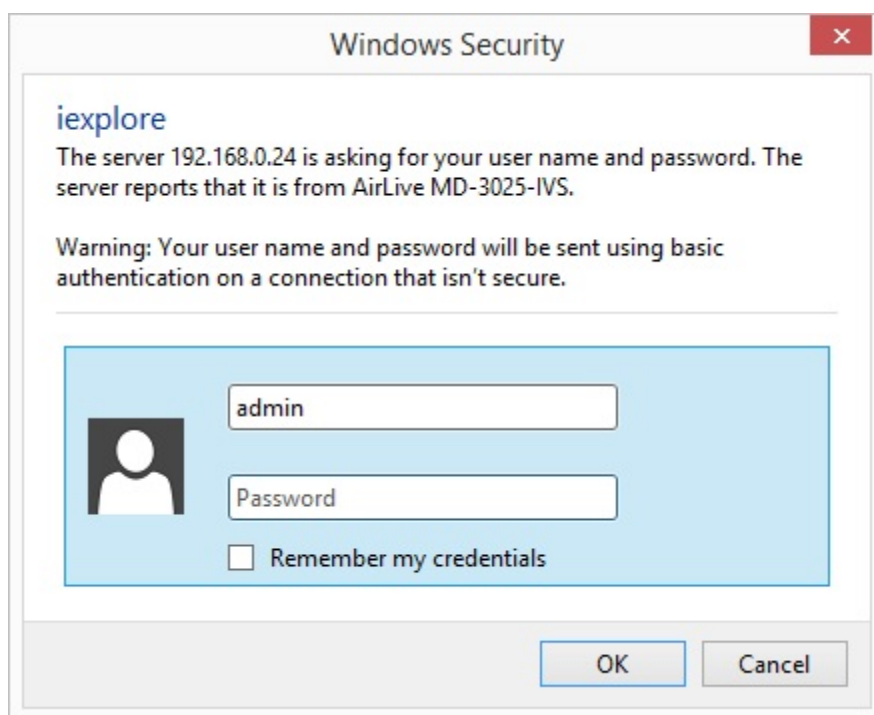 Windows Security
iexplore
The server 192.168.0.24 is asking for your user name and password. The
server reports that it is from AirLive MD-3025-IVS.
Warning: Your user name and password will be sent using basic
authentication on a connection that isn't secure.
admin
Password
Remember my credentials
OK
Cancel